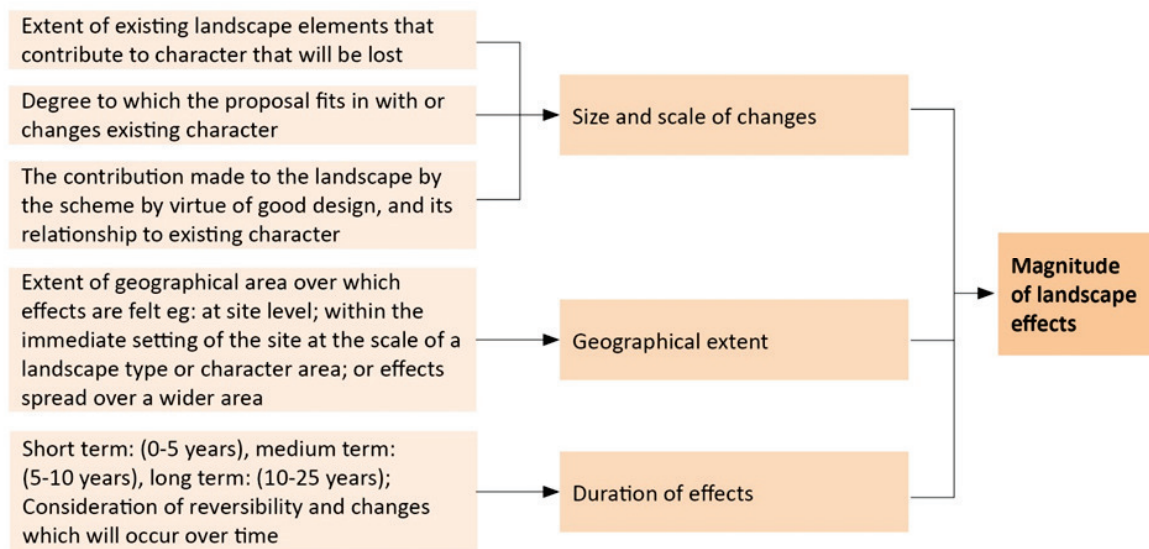 Extent of existing landscape elements that
contribute to character that will be lost
Degree to which the proposal fits in with or
changes existing character
The contribution made to the landscape by
the scheme by virtue of good design, and its
relationship to existing character
Size and scale of changes
Extent of geographical area over which
effects are felt eg: at site level; within the
immediate setting of the site at the scale of a
landscape type or character area; or effects
spread over a wider area
Geographical extent
Short term: (0-5 years), medium term:
(5-10 years), long term: (10-25 years);
Consideration of reversibility and changes
which will occur over time
Duration of effects
Magnitude
of landscape
effects